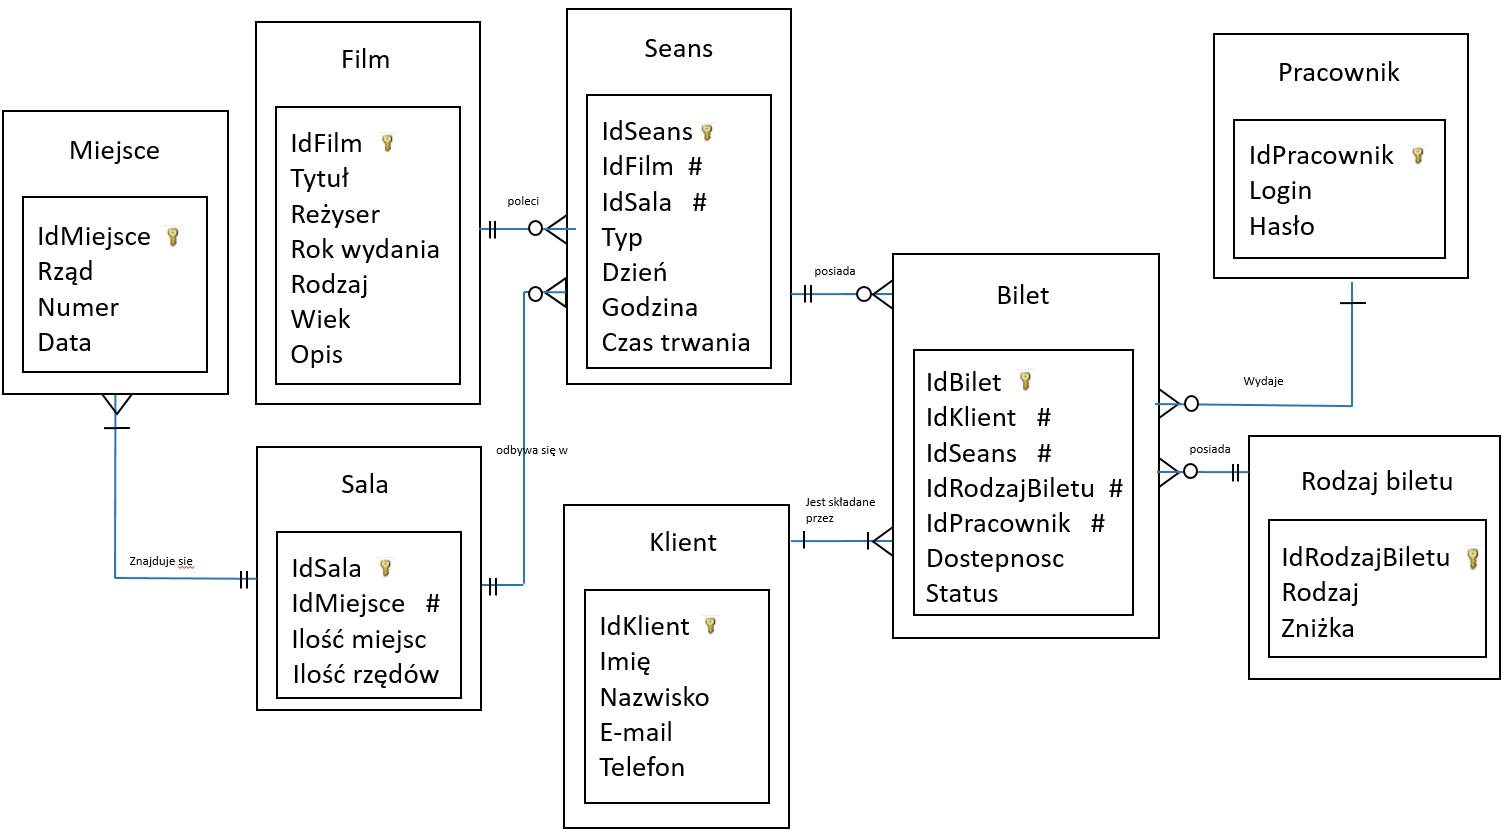 Miejsce
IdMiejsce
Rząd
Numer
Data
Film
IdFilm
Tytuł
Reżyser
Rok wydania
Rodzaj
Wiek
Opis
Seans
IdSeans
IdFilm #
IdSala #
Typ
Dzień
Godzina
Czas trwania
Pracownik
IdPracownik
Login
Hasło
poleci
posiada
Bilet
IdBilet
IdKlient #
IdSeans #
IdRodzajBiletu #
IdPracownik #
Dostepnosc
Status
Wydaje
posiada
Rodzaj biletu
IdRodzajBiletu
Rodzaj
Zniżka
odbywa się w
Jest składane
przez
Znajduje sie
Sala
IdSala
IdMiejsce #
Ilość miejsc
Ilość rzędów
Klient
IdKlient
Imię
Nazwisko
E-mail
Telefon